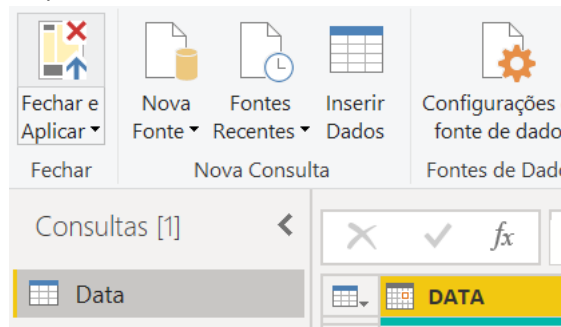 Fechar e Aplicar
Nova Fonte
Fontes Recentes
Inserir Dados
Configurações
fonte de dado
Fechar
Nova Consulta
Fontes de Dad
Consultas [1]
fx
Data
DATA